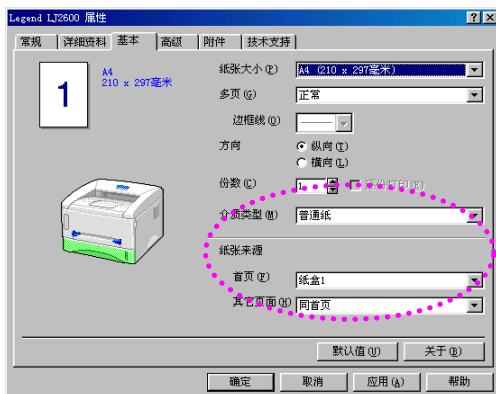 Legend LJ2600 属性
常规 详细资料 基本 高级 附件 技术支持
1
A4
210 x 297毫米
纸张大小(P) A4 (210 x 297毫米)
多页(G) 正常
边框线(O)
方向 纵向(T)
横向(L)
份数(C) 1 逐份打印(R)
介质类型(M) 普通纸
纸张来源
首页(F) 纸盒1
其它页面(H) 同首页
默认值(U) 关于(B)
确定 取消 应用(A) 帮助